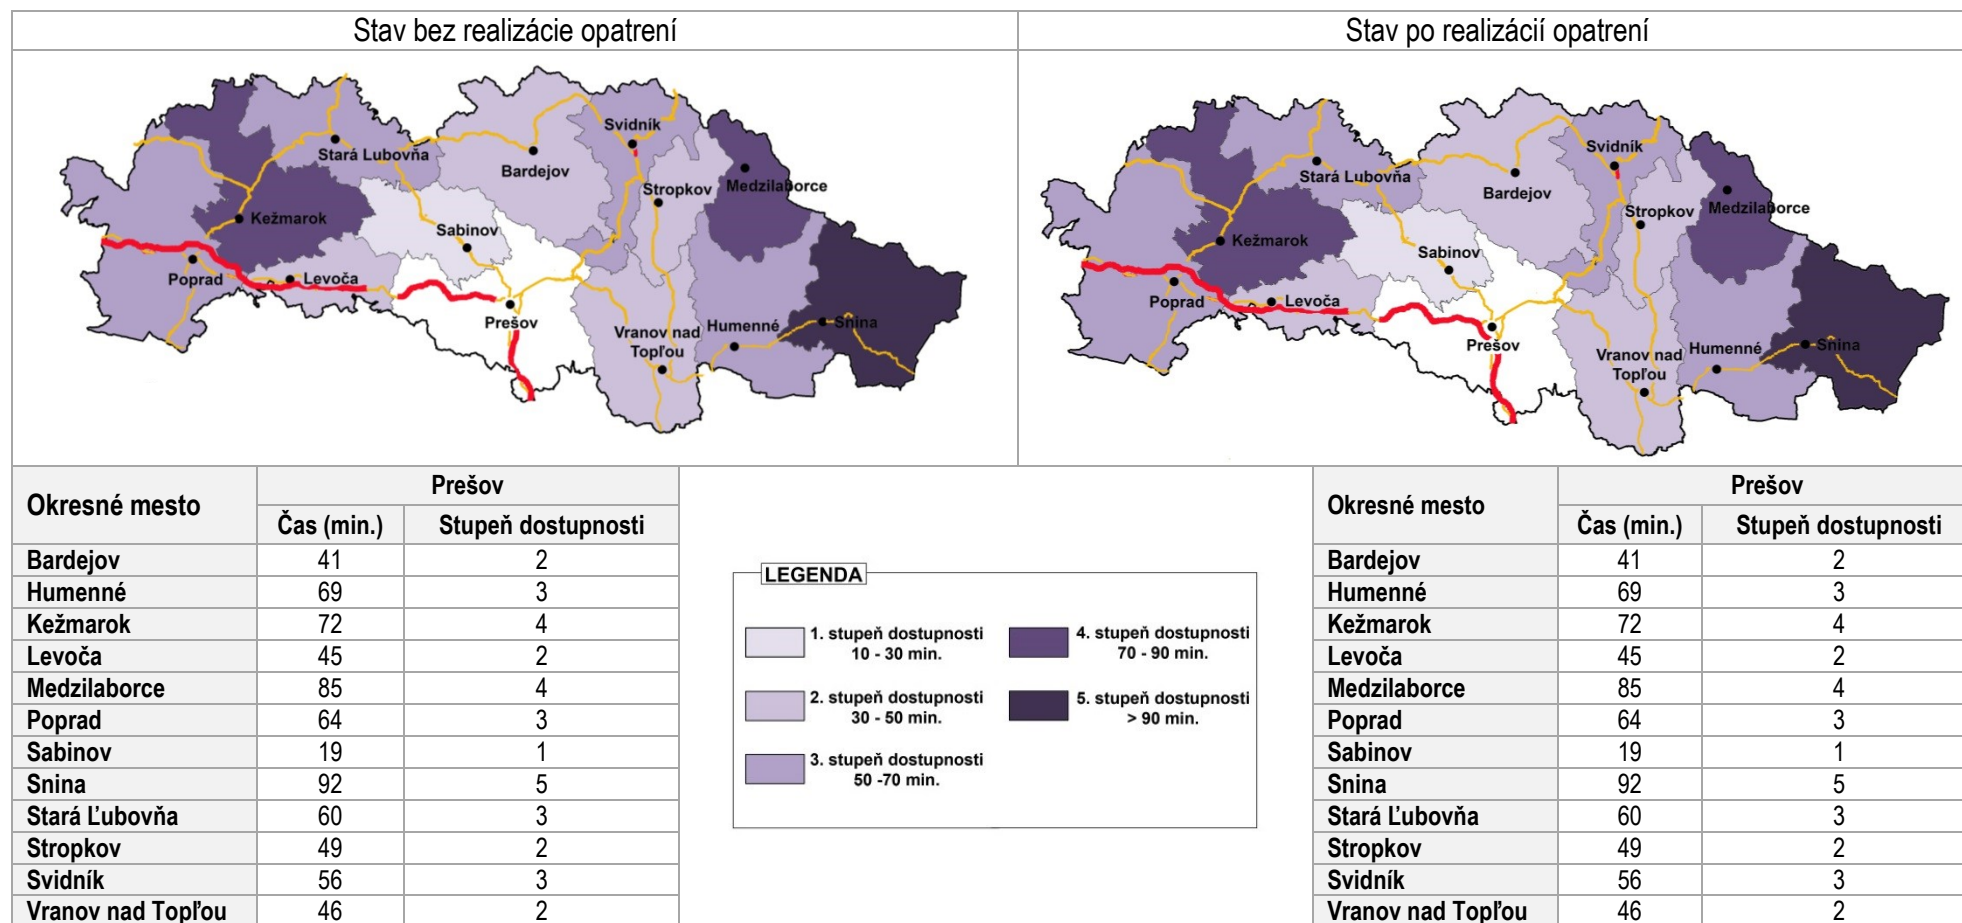 Stav bez realizácie opatrení
Stav po realizácií opatrení
Svidník
Stará Ľubovňa
Bardejov
Stropkov
Medzilaborce
Kežmarok
Sabinov
Poprad
Levoča
Prešov
Vranov nad
Topľou
Humenné
Snina
Svidník
Stará Ľubovňa
Bardejov
Stropkov
Medzilaborce
Kežmarok
Sabinov
Poprad
Levoča
Prešov
Vranov nad
Topľou
Humenné
Snina
Okresné mesto
Prešov
Čas (min.) Stupeň dostupnosti
Bardejov 41 2
Humenné 69 3
Kežmarok 72 4
Levoča 45 2
Medzilaborce 85 4
Poprad 64 3
Sabinov 19 1
Snina 92 5
Stará Ľubovňa 60 3
Stropkov 49 2
Svidník 56 3
Vranov nad Topľou 46 2
LEGENDA
1. stupeň dostupnosti
10 - 30 min.
2. stupeň dostupnosti
30 - 50 min.
3. stupeň dostupnosti
50 -70 min.
4. stupeň dostupnosti
70 - 90 min.
5. stupeň dostupnosti
> 90 min.
Okresné mesto
Prešov
Čas (min.) Stupeň dostupnosti
Bardejov 41 2
Humenné 69 3
Kežmarok 72 4
Levoča 45 2
Medzilaborce 85 4
Poprad 64 3
Sabinov 19 1
Snina 92 5
Stará Ľubovňa 60 3
Stropkov 49 2
Svidník 56 3
Vranov nad Topľou 46 2